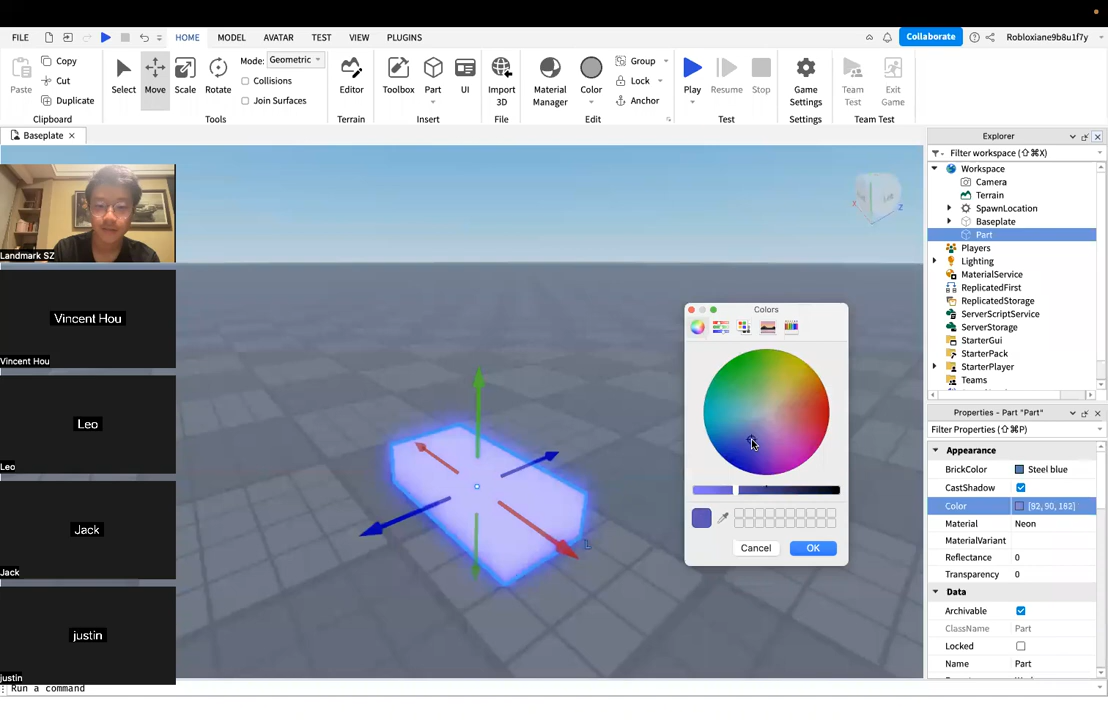 FILE
HOME
MODEL
AVATAR
TEST
VIEW
PLUGINS
Collaborate
Robloxiane9b8u1f7y
Paste
Copy
Cut
Duplicate
Clipboard
Select
Move
Scale
Rotate
Mode: Geometric
Collisions
Join Surfaces
Tools
Editor
Terrain
Toolbox
Part
UI
Insert
Import
3D
File
Material
Manager
Color
Group
Lock
Anchor
Edit
Play
Resume
Stop
Test
Game
Settings
Settings
Team
Test
Exit
Game
Team Test
Baseplate
Landmark SZ
Vincent Hou
Vincent Hou
Leo
Leo
Jack
Jack
justin
justin
Run a command
Colors
Cancel
OK
Explorer
Filter workspace (⇧⌘X)
Workspace
Camera
Terrain
SpawnLocation
Baseplate
Part
Players
Lighting
MaterialService
ReplicatedFirst
ReplicatedStorage
ServerScriptService
ServerStorage
StarterGui
StarterPack
StarterPlayer
Teams
Properties - Part "Part"
Filter Properties (⇧⌘P)
Appearance
BrickColor Steel blue
CastShadow
Color [82, 90, 162]
Material Neon
MaterialVariant
Reflectance 0
Transparency 0
Data
Archivable
ClassName Part
Locked
Name Part